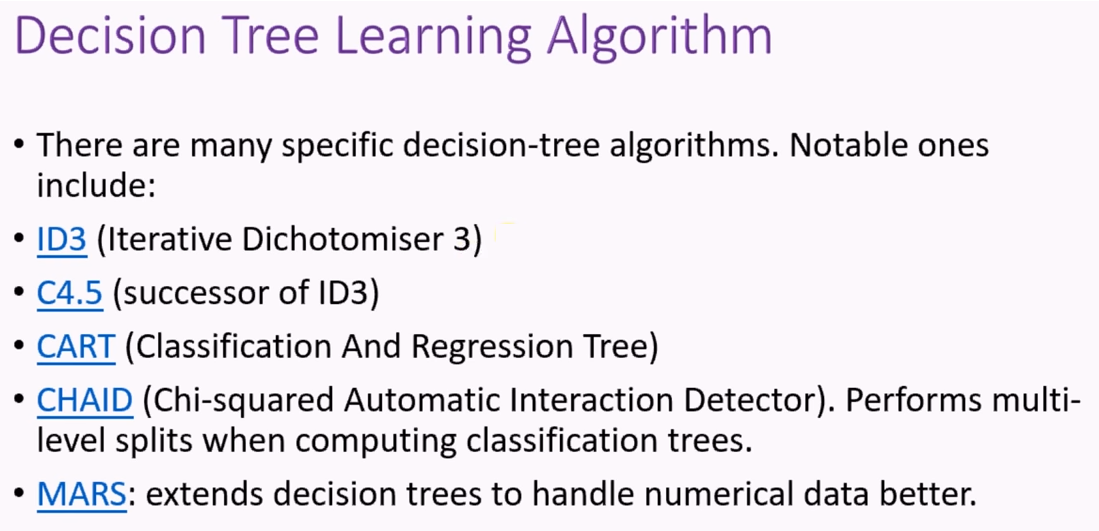 Decision Tree Learning Algorithm
• There are many specific decision-tree algorithms. Notable ones
include:
• ID3 (Iterative Dichotomiser 3)
• C4.5 (successor of ID3)
• CART (Classification And Regression Tree)
• CHAID (Chi-squared Automatic Interaction Detector). Performs multi-
level splits when computing classification trees.
• MARS: extends decision trees to handle numerical data better.